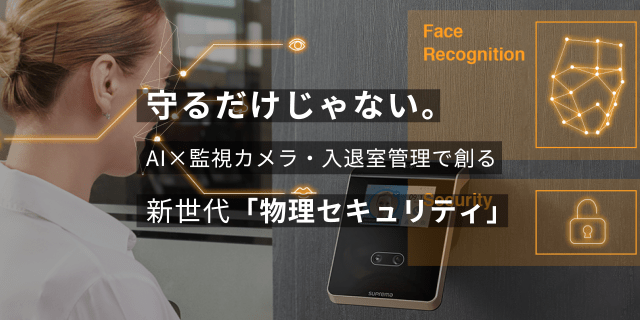 Face
Recognition
守るだけじゃない。
AI×監視カメラ・入退室管理で創る
Security
新世代「物理セキュリティ」
suprema